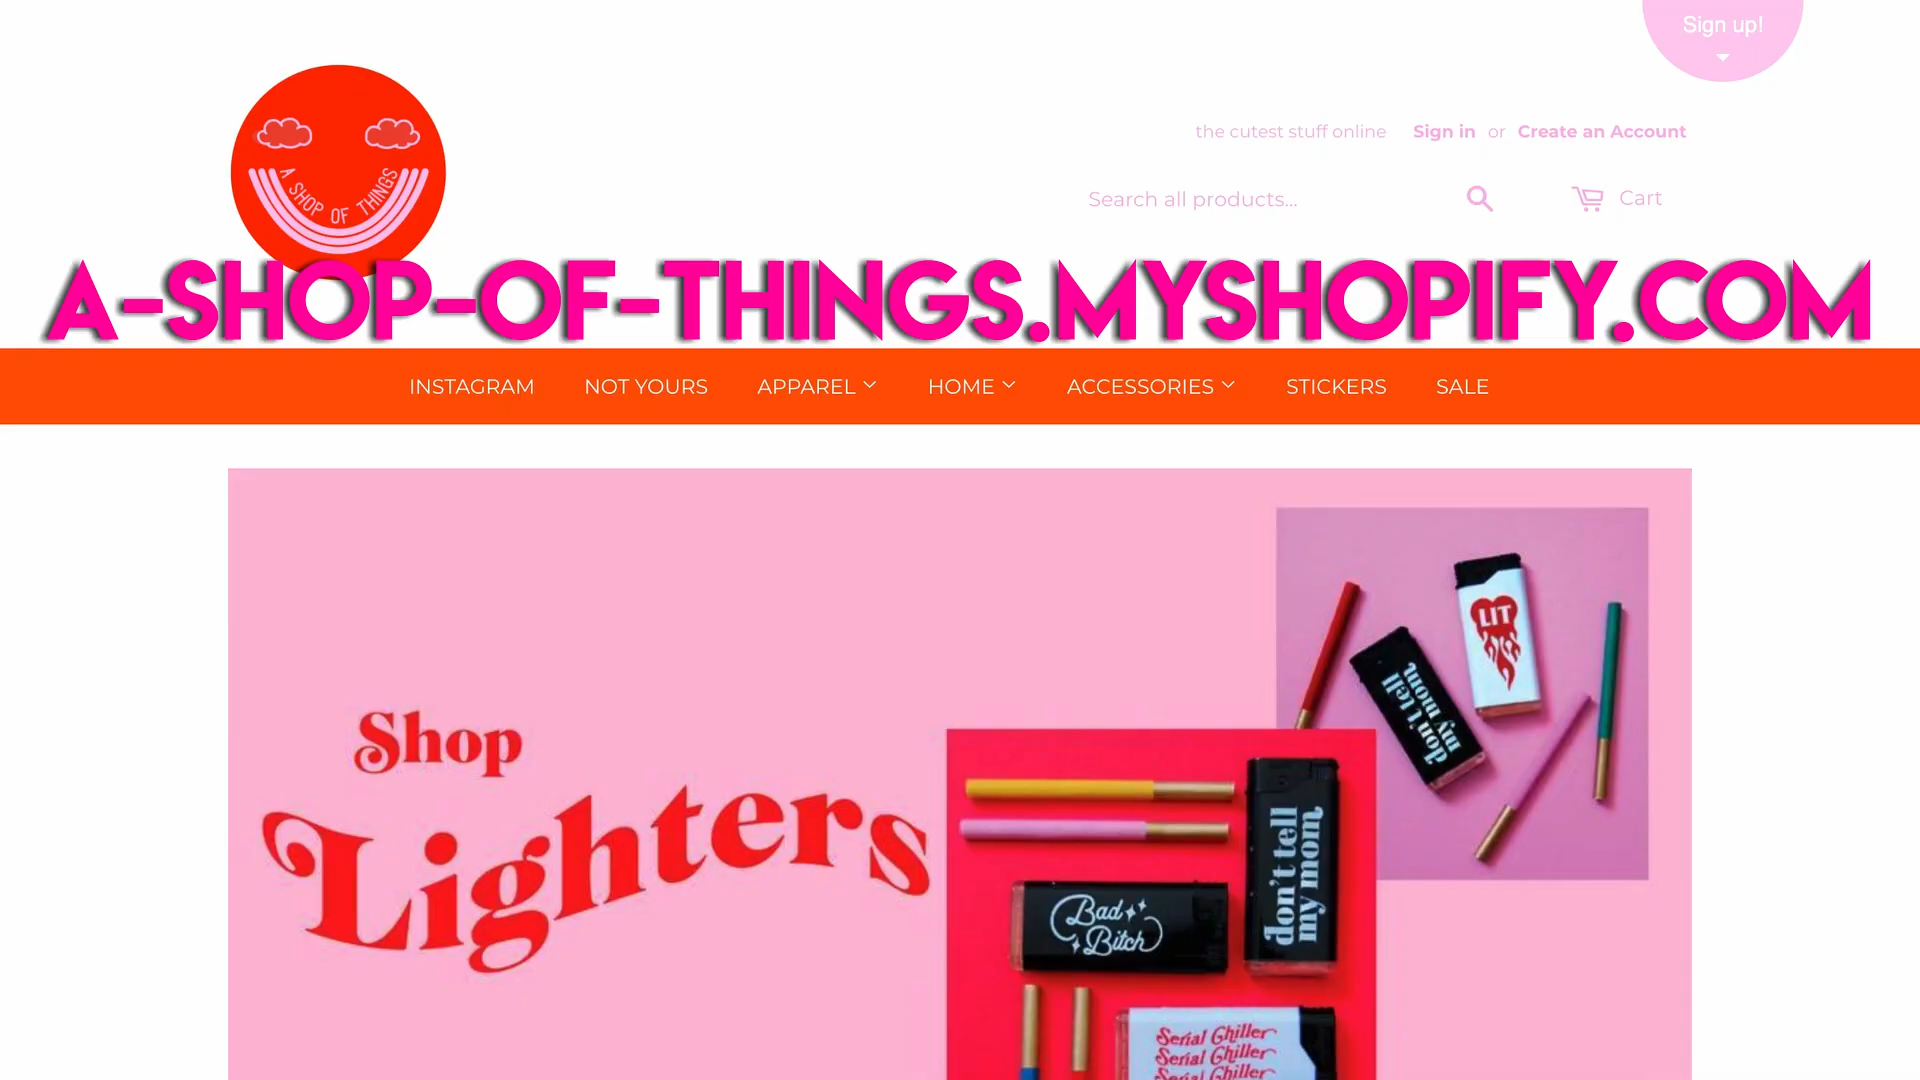 Sign up!
the cutest stuff online Sign in or Create an Account
A SHOP OF THINGS
Search all products...
Cart
A-SHOP-OF-THINGS.MYSHOPIFY.COM
INSTAGRAM NOT YOURS APPAREL HOME ACCESSORIES STICKERS SALE
Shop
Lighters
LIT
don't tell
my mom
don't tell
my mom
Bad
Bitch
Serial Chiller
Serial Chiller
Serial Chiller